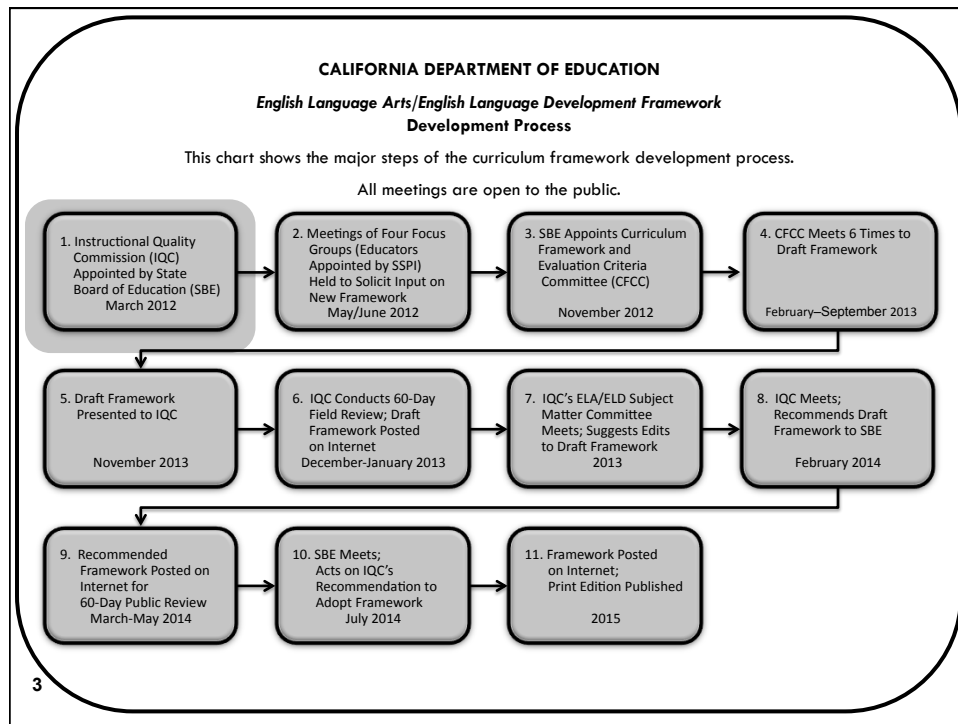 CALIFORNIA DEPARTMENT OF EDUCATION
English Language Arts/English Language Development Framework
Development Process
This chart shows the major steps of the curriculum framework development process.
All meetings are open to the public.
1. Instructional Quality
Commission (IQC)
Appointed by State
Board of Education (SBE)
March 2012
2. Meetings of Four Focus
Groups (Educators
Appointed by SSPI)
Held to Solicit Input on
New Framework
May/June 2012
3. SBE Appoints Curriculum
Framework and
Evaluation Criteria
Committee (CFCC)
November 2012
4. CFCC Meets 6 Times to
Draft Framework
February–September 2013
5. Draft Framework
Presented to IQC
November 2013
6. IQC Conducts 60-Day
Field Review; Draft
Framework Posted
on Internet
December-January 2013
7. IQC's ELA/ELD Subject
Matter Committee
Meets; Suggests Edits
to Draft Framework
2013
8. IQC Meets;
Recommends Draft
Framework to SBE
February 2014
9. Recommended
Framework Posted on
Internet for
60-Day Public Review
March-May 2014
10. SBE Meets;
Acts on IQC's
Recommendation to
Adopt Framework
July 2014
11. Framework Posted
on Internet;
Print Edition Published
2015
3